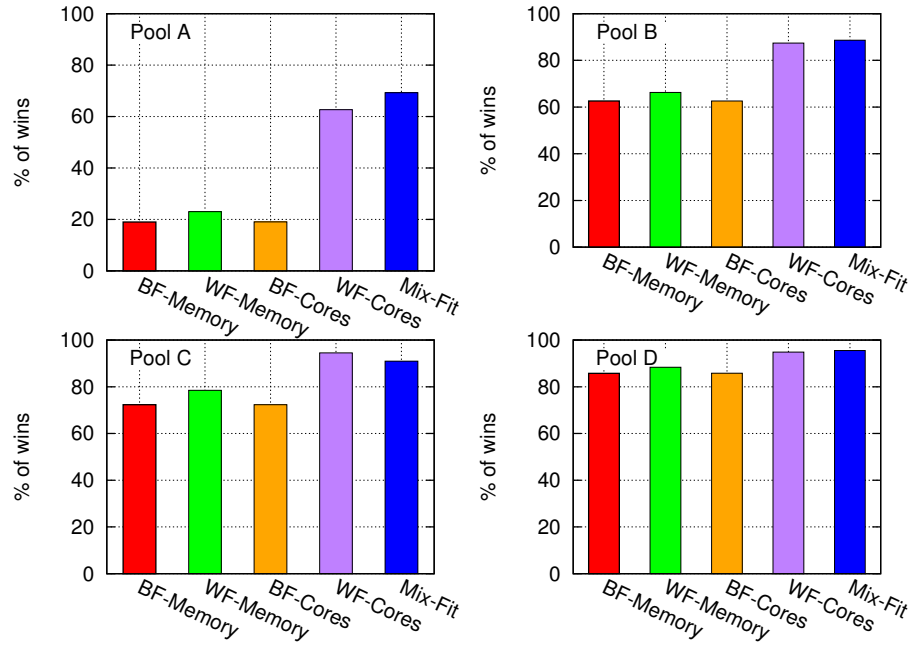 Pool A
% of wins
100
80
60
40
20
0
BF-Memory
WF-Memory
BF-Cores
WF-Cores
Mix-Fit
Pool B
% of wins
100
80
60
40
20
0
BF-Memory
WF-Memory
BF-Cores
WF-Cores
Mix-Fit
Pool C
% of wins
100
80
60
40
20
0
BF-Memory
WF-Memory
BF-Cores
WF-Cores
Mix-Fit
Pool D
% of wins
100
80
60
40
20
0
BF-Memory
WF-Memory
BF-Cores
WF-Cores
Mix-Fit